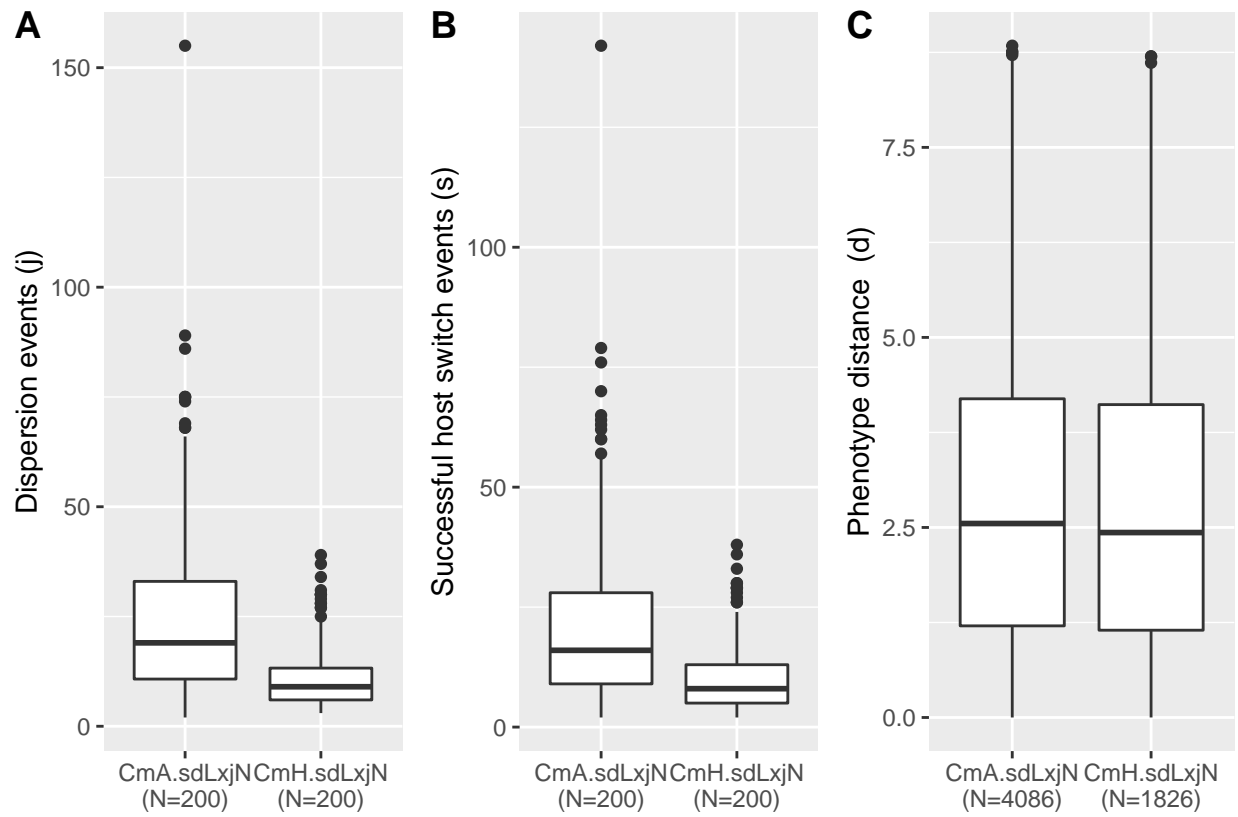 A
Dispersion events (j)
150
100
50
0
CmA.sdLxjN
(N=200)
CmH.sdLxjN
(N=200)
B
Successful host switch events (s)
100
50
0
CmA.sdLxjN
(N=200)
CmH.sdLxjN
(N=200)
C
Phenotype distance (d)
7.5
5.0
2.5
0.0
CmA.sdLxjN
(N=4086)
CmH.sdLxjN
(N=1826)